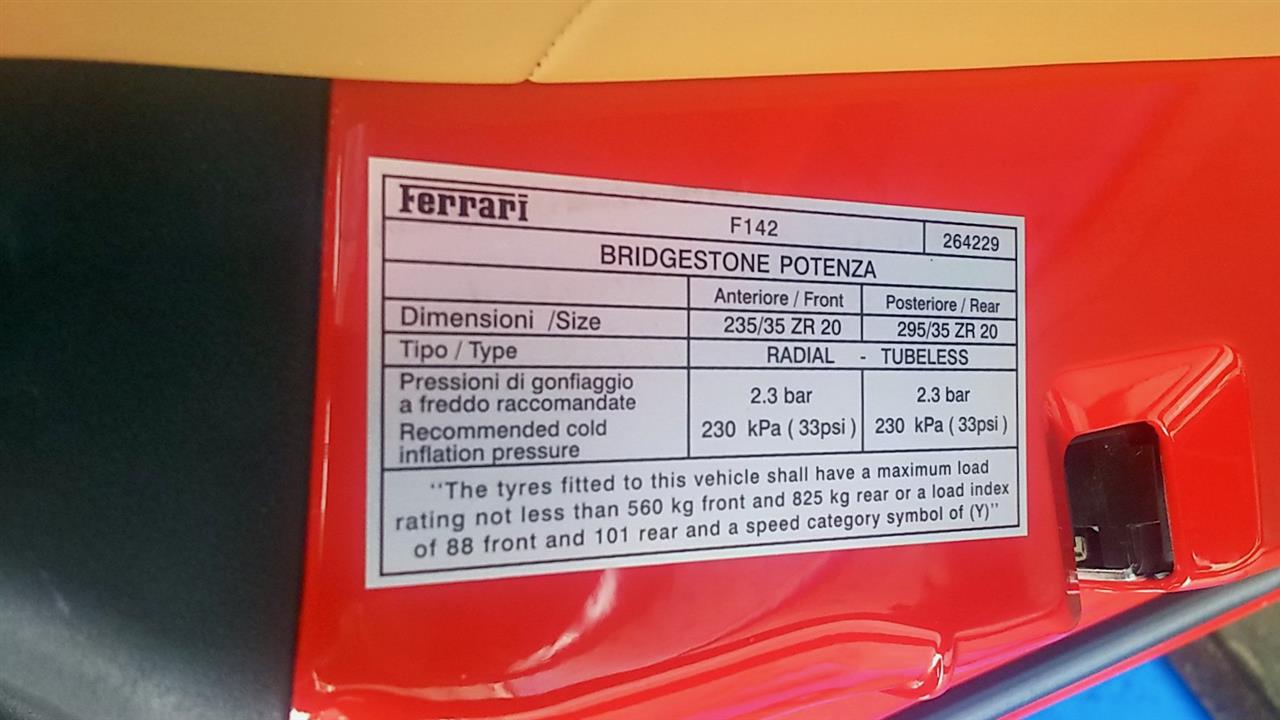 Ferrari
F142
264229
BRIDGESTONE POTENZA
Anteriore / Front
Posteriore / Rear
Dimensioni /Size
235/35 ZR 20
295/35 ZR 20
Tipo / Type
RADIAL - TUBELESS
Pressioni di gonfiaggio
a freddo raccomandate
Recommended cold
inflation pressure
2.3 bar
230 kPa ( 33psi )
2.3 bar
230 kPa ( 33psi )
"The tyres fitted to this vehicle shall have a maximum load
rating not less than 560 kg front and 825 kg rear or a load index
of 88 front and 101 rear and a speed category symbol of (Y)"